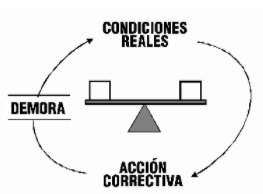 CONDICIONES
REALES
DEMORA
ACCIÓN
CORRECTIVA